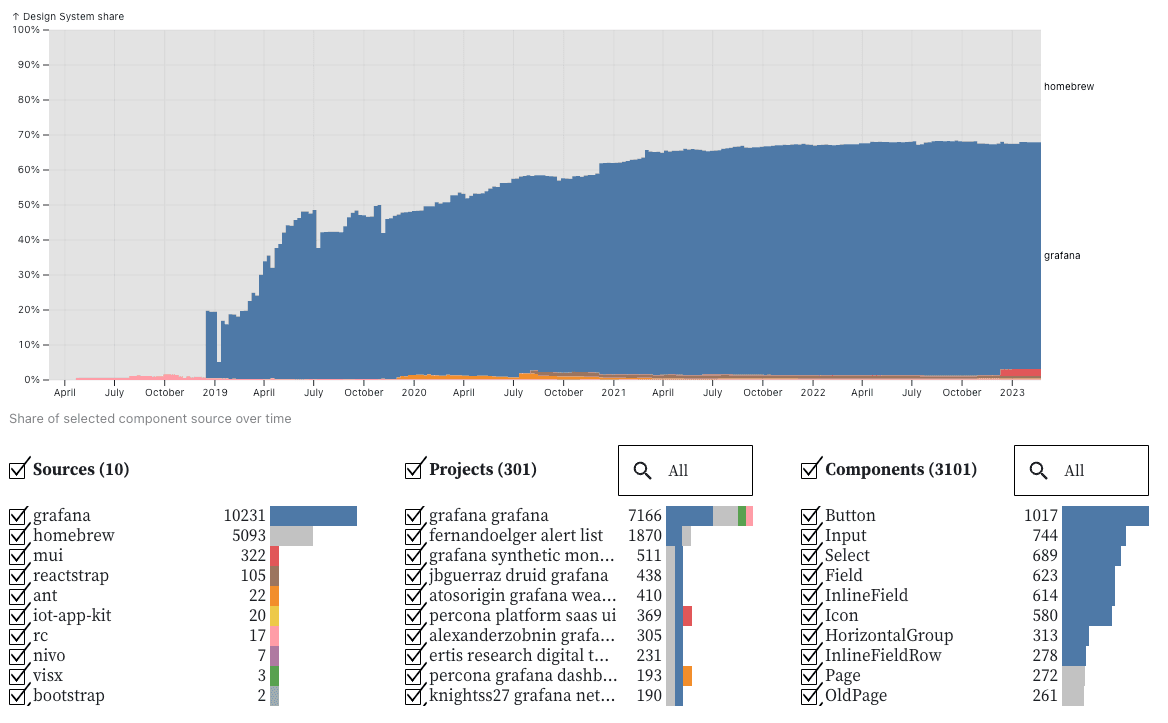 ↑ Design System share
100%
90%
80%
70%
60%
50%
40%
30%
20%
10%
0%
homebrew
grafana
April July October 2019 April July October 2020 April July October 2021 April July October 2022 April July October 2023
Share of selected component source over time
Sources (10)
grafana 10231
homebrew 5093
mui 322
reactstrap 105
ant 22
iot-app-kit 20
rc 17
nivo 7
visx 3
bootstrap 2
Projects (301) All
grafana grafana 7166
fernandoelger alert list 1870
grafana synthetic mon... 511
jbguerraz druid grafana 438
atosorigin grafana wea... 410
percona platform saas ui 369
alexanderzobnin grafa... 305
ertis research digital t... 231
percona grafana dashb... 193
knightss27 grafana net... 190
Components (3101) All
Button 1017
Input 744
Select 689
Field 623
InlineField 614
Icon 580
HorizontalGroup 313
InlineFieldRow 278
Page 272
OldPage 261